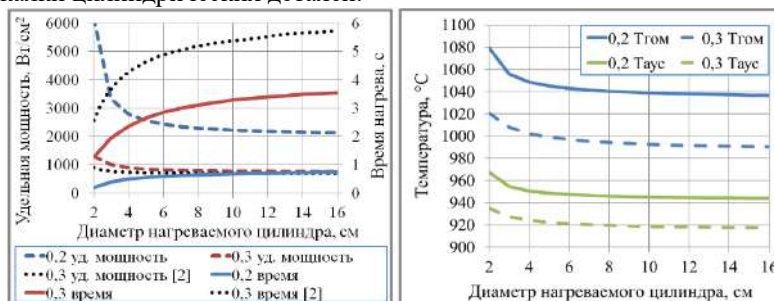 6000
5000
4000
3000
2000
1000
0
Удельная мощность, Вт/см²
6
5
4
3
2
1
0
Время нагрева, с
2 4 6 8 10 12 14 16
Диаметр нагреваемого цилиндра, см
0.2 уд. мощность
0.3 уд. мощность
0.3 уд. мощность [2]
0.2 время
0.3 время
0.3 время [2]
1100
1080
1060
1040
1020
1000
980
960
940
920
900
Температура, °С
0,2 Тгом
0,3 Тгом
0,2 Таус
0,3 Таус
2 4 6 8 10 12 14 16
Диаметр нагреваемого цилиндра, см